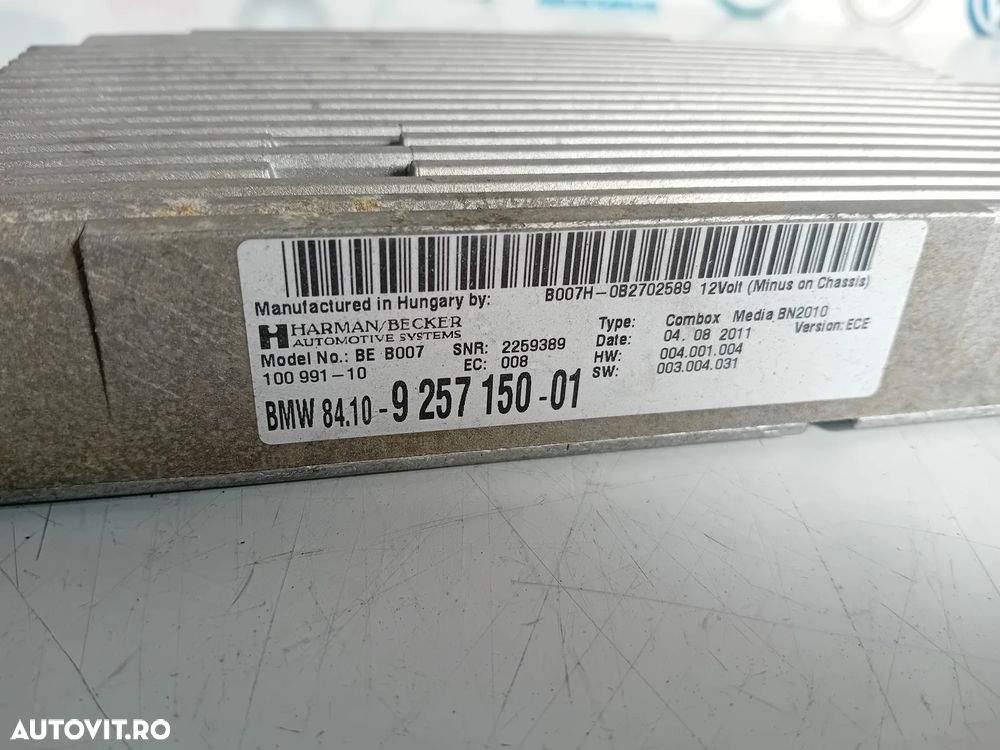 B007H-0B2702589 12Volt (Minus on Chassis)
Manufactured in Hungary by:
HARMAN/BECKER
AUTOMOTIVE SYSTEMS
Model No.: BE B007
100 991-10
SNR: 2259389
EC: 008
Type: Combox Media BN2010
Date: 04. 08 2011 Version: ECE
HW: 004.001.004
SW: 003.004.031
BMW 84.10-9 257 150-01
AUTOVIT.RO